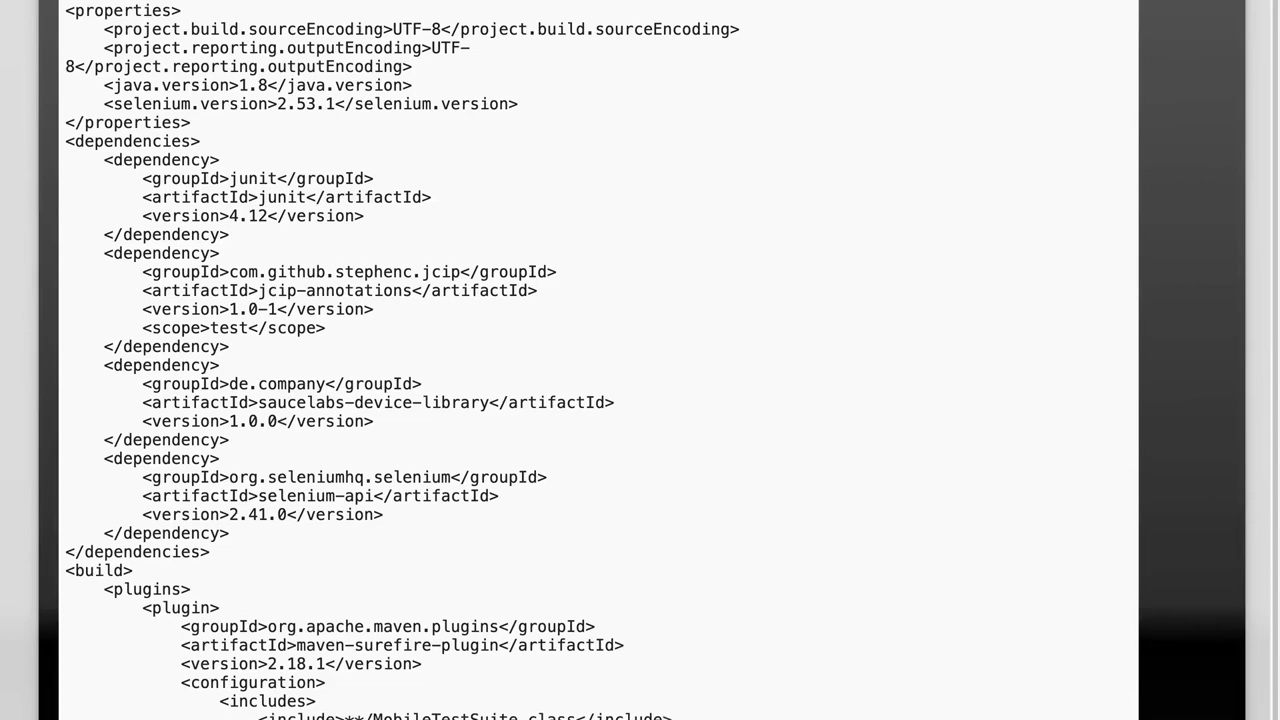 <properties>
<project.build.sourceEncoding>UTF-8</project.build.sourceEncoding>
<project.reporting.outputEncoding>UTF-
8</project.reporting.outputEncoding>
<java.version>1.8</java.version>
<selenium.version>2.53.1</selenium.version>
</properties>
<dependencies>
<dependency>
<groupId>junit</groupId>
<artifactId>junit</artifactId>
<version>4.12</version>
</dependency>
<dependency>
<groupId>com.github.stephenc.jcip</groupId>
<artifactId>jcip-annotations</artifactId>
<version>1.0-1</version>
<scope>test</scope>
</dependency>
<dependency>
<groupId>de.company</groupId>
<artifactId>saucelabs-device-library</artifactId>
<version>1.0.0</version>
</dependency>
<dependency>
<groupId>org.seleniumhq.selenium</groupId>
<artifactId>selenium-api</artifactId>
<version>2.41.0</version>
</dependency>
</dependencies>
<build>
<plugins>
<plugin>
<groupId>org.apache.maven.plugins</groupId>
<artifactId>maven-surefire-plugin</artifactId>
<version>2.18.1</version>
<configuration>
<includes>
<include>**/MobileTestSuite.class</include>